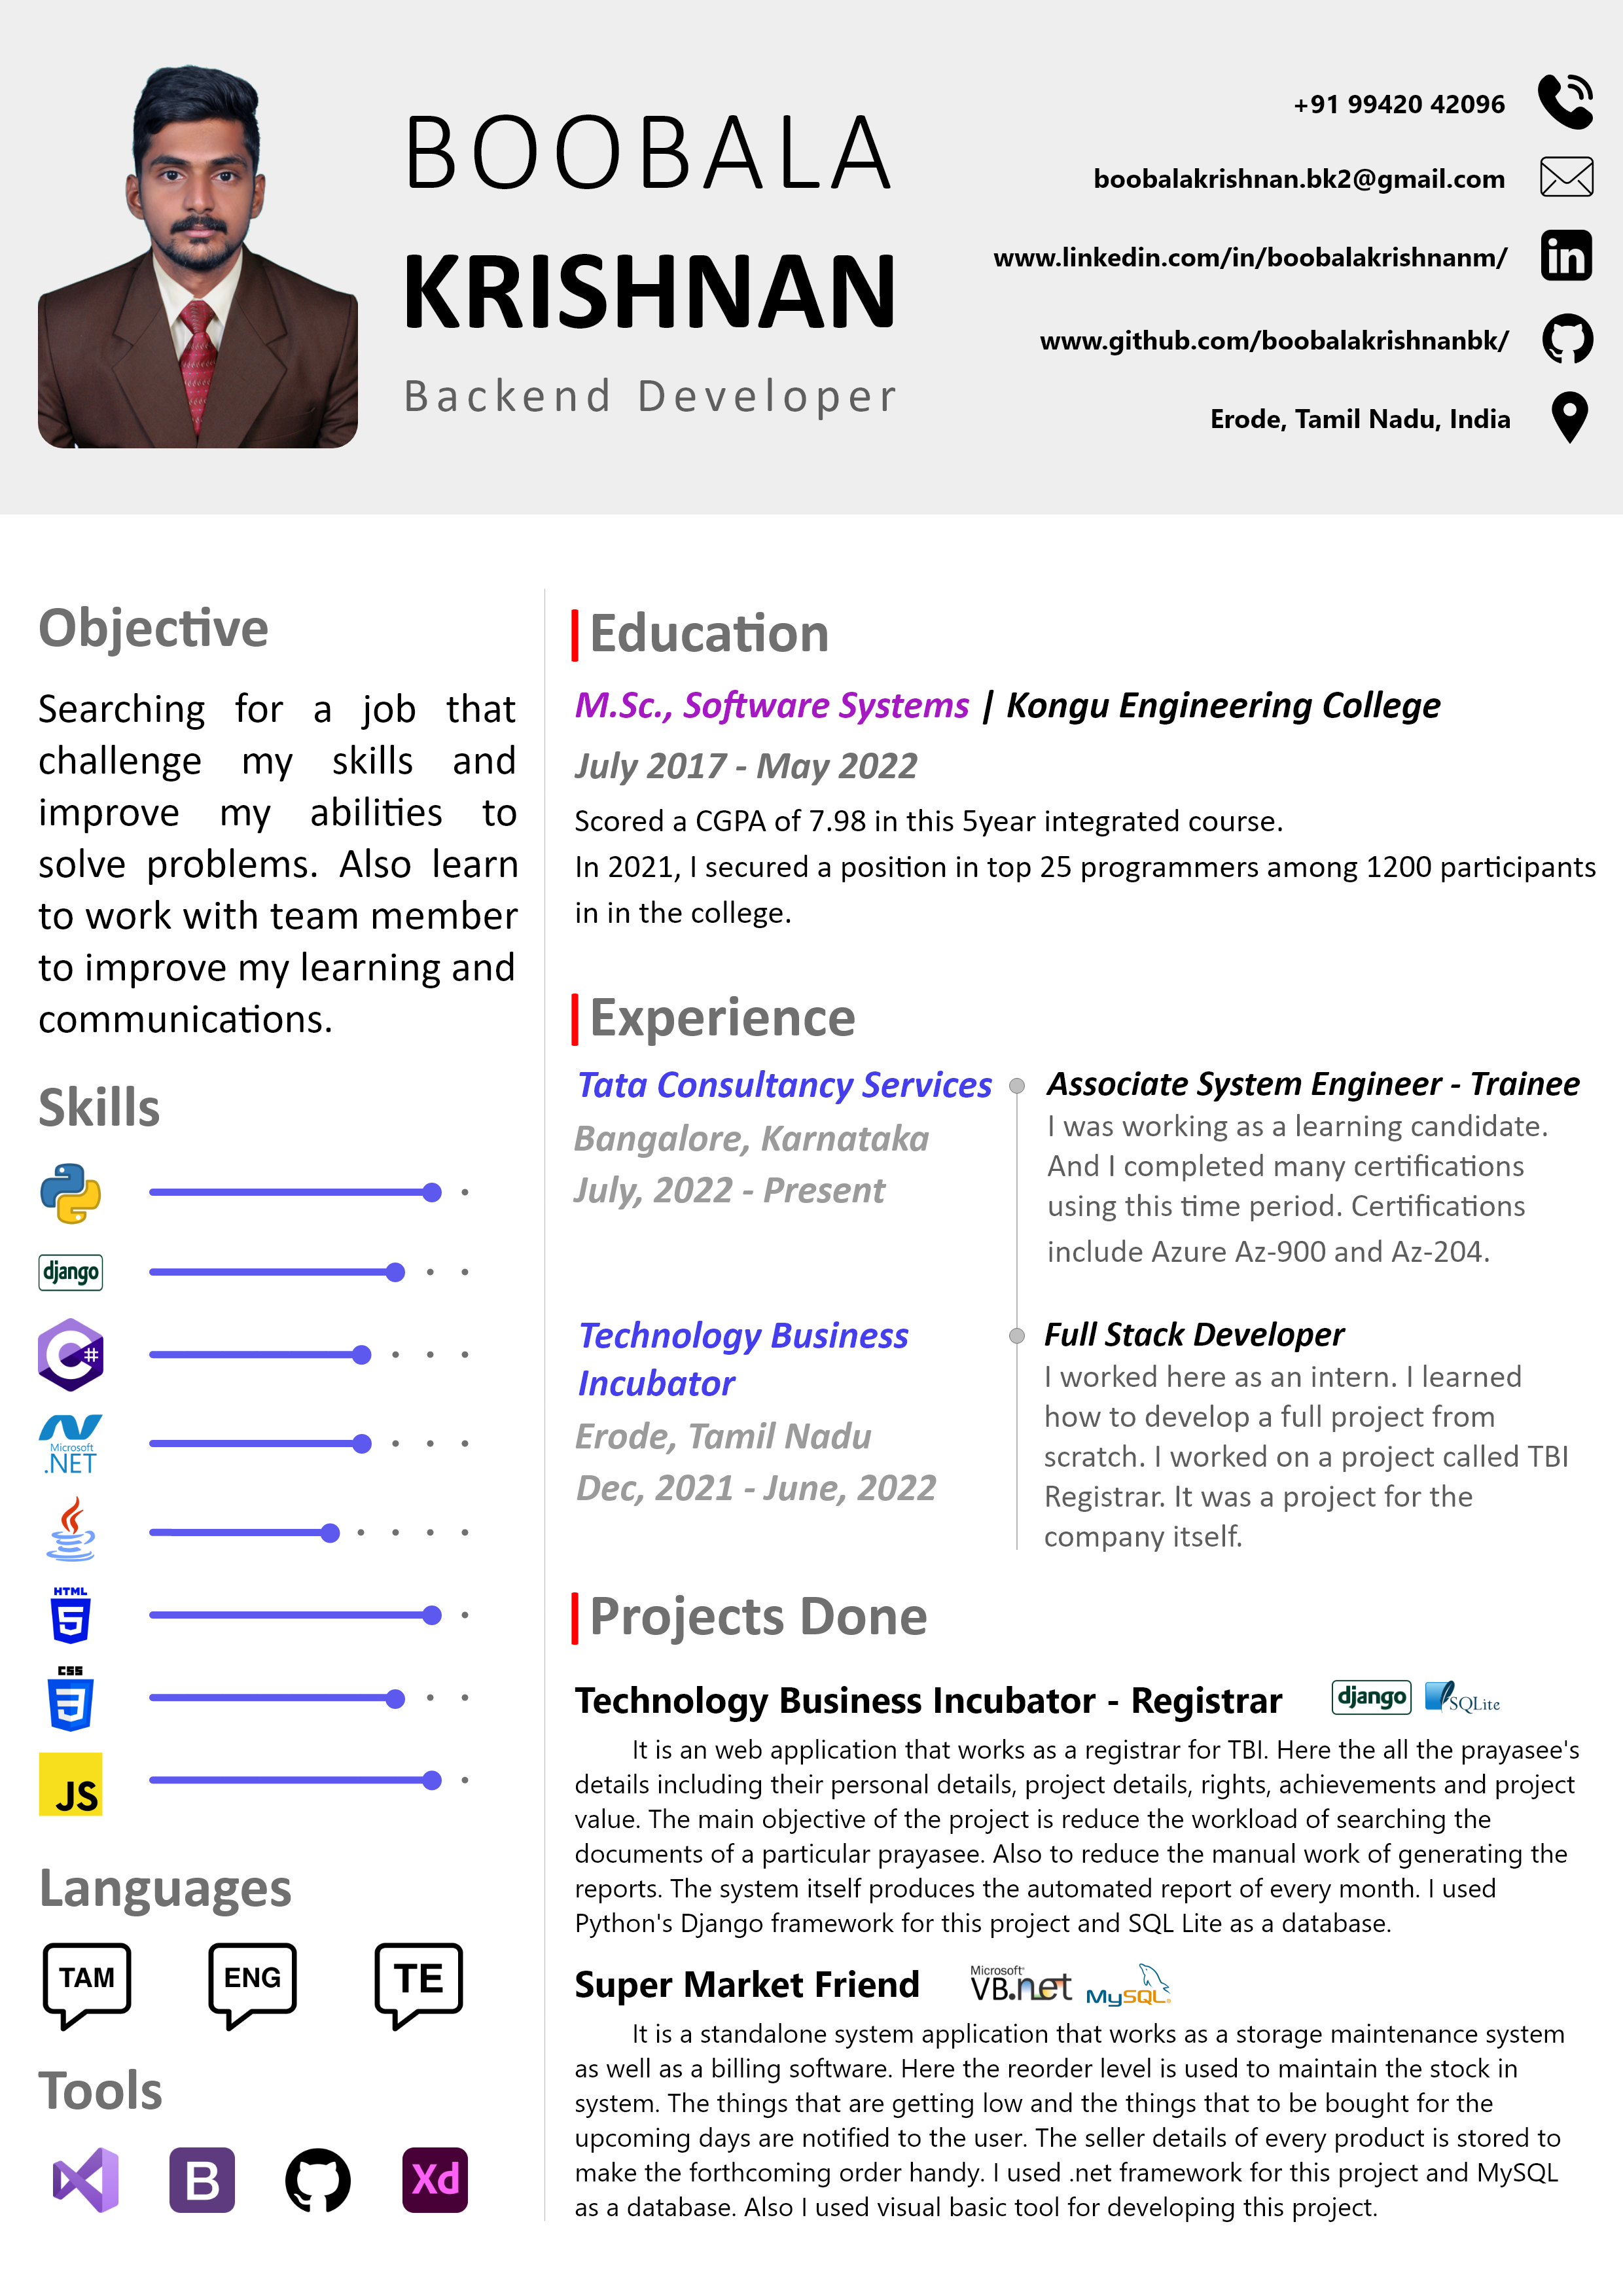 BOOBALA
KRISHNAN
Backend Developer
+91 99420 42096
boobalakrishnan.bk2@gmail.com
www.linkedin.com/in/boobalakrishnanm/
in
www.github.com/boobalakrishnanbk/
Erode, Tamil Nadu, India
Objective
Searching for a job that
challenge my skills and
improve my abilities to
solve problems. Also learn
to work with team member
to improve my learning and
communications.
Skills
django
C#
Microsoft
.NET
HTML
5
CSS
3
JS
Languages
TAM ENG TE
Tools
B Xd
Education
M.Sc., Software Systems | Kongu Engineering College
July 2017 - May 2022
Scored a CGPA of 7.98 in this 5year integrated course.
In 2021, I secured a position in top 25 programmers among 1200 participants
in in the college.
Experience
Tata Consultancy Services
Bangalore, Karnataka
July, 2022 - Present
Associate System Engineer - Trainee
I was working as a learning candidate.
And I completed many certifications
using this time period. Certifications
include Azure Az-900 and Az-204.
Technology Business
Incubator
Erode, Tamil Nadu
Dec, 2021 - June, 2022
Full Stack Developer
I worked here as an intern. I learned
how to develop a full project from
scratch. I worked on a project called TBI
Registrar. It was a project for the
company itself.
Projects Done
Technology Business Incubator - Registrar django SQLite
It is an web application that works as a registrar for TBI. Here the all the prayasee's
details including their personal details, project details, rights, achievements and project
value. The main objective of the project is reduce the workload of searching the
documents of a particular prayasee. Also to reduce the manual work of generating the
reports. The system itself produces the automated report of every month. I used
Python's Django framework for this project and SQL Lite as a database.
Super Market Friend Microsoft VB.net MySQL
It is a standalone system application that works as a storage maintenance system
as well as a billing software. Here the reorder level is used to maintain the stock in
system. The things that are getting low and the things that to be bought for the
upcoming days are notified to the user. The seller details of every product is stored to
make the forthcoming order handy. I used .net framework for this project and MySQL
as a database. Also I used visual basic tool for developing this project.